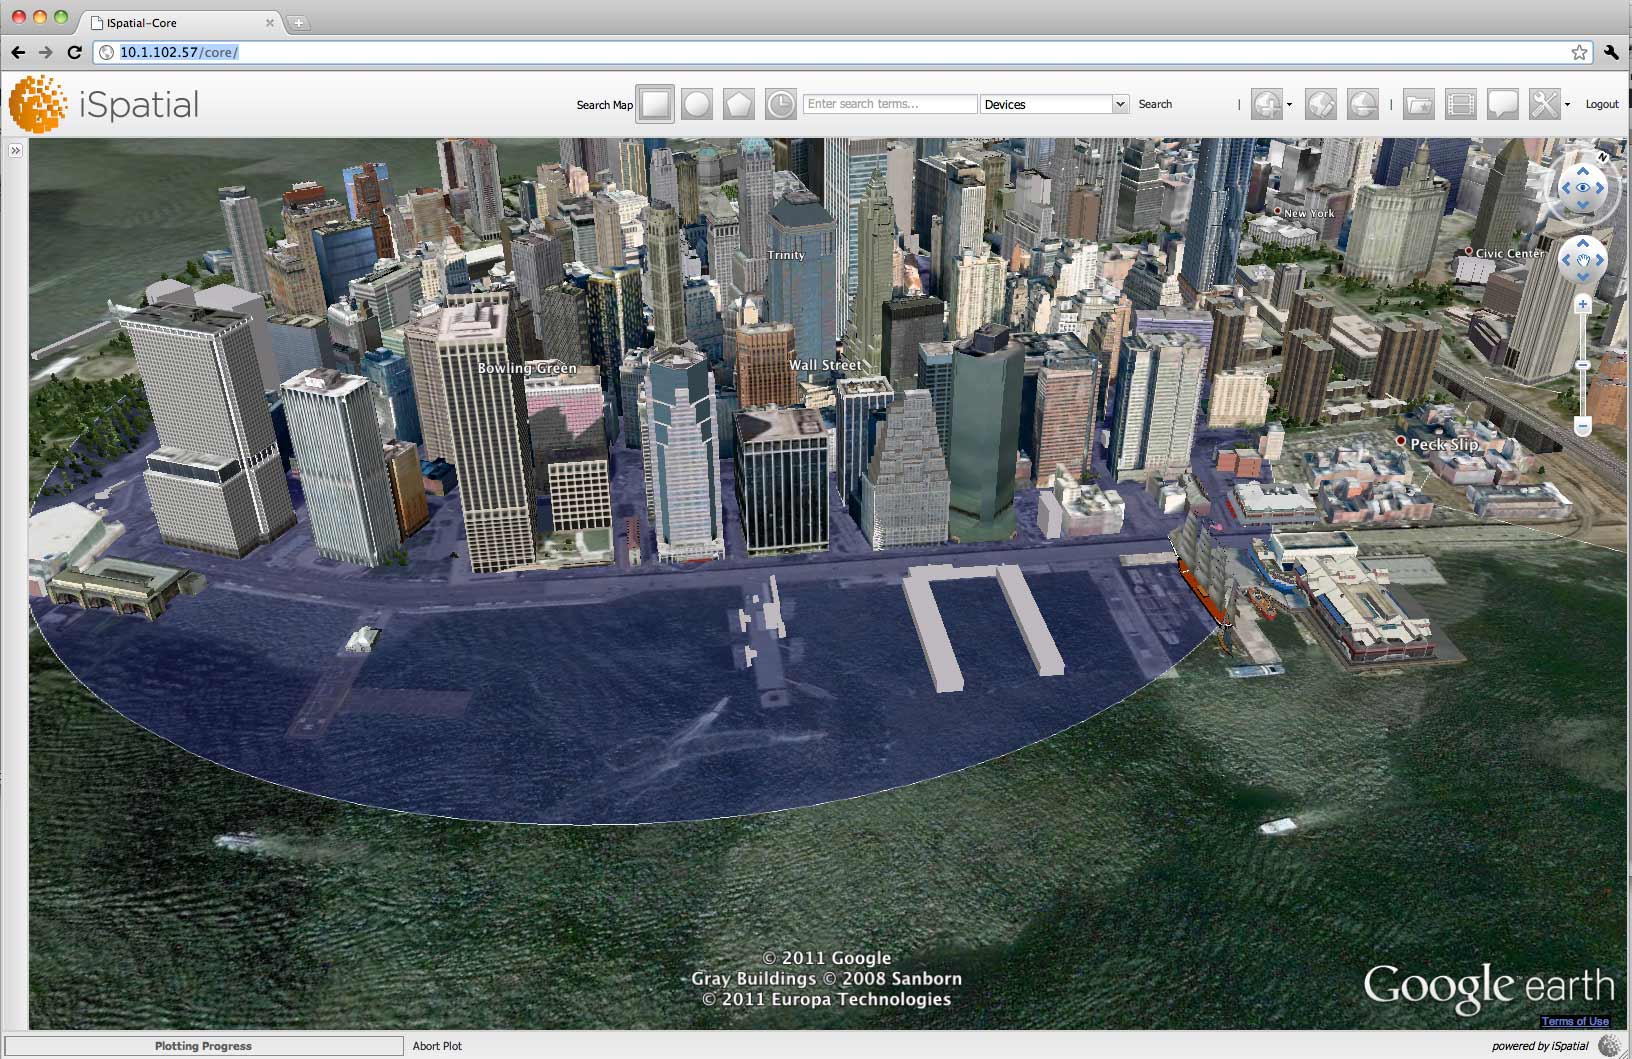 ISpatial-Core
10.1.102.57/core/
iSpatial
Search Map
Enter search terms...
Devices
Search
|
|
Logout
N
New York
Civic Center
Trinity
Bowling Green
Wall Street
Peck Slip
© 2011 Google
Gray Buildings © 2008 Sanborn
© 2011 Europa Technologies
Google earth
Terms of Use
Plotting Progress
Abort Plot
powered by iSpatial